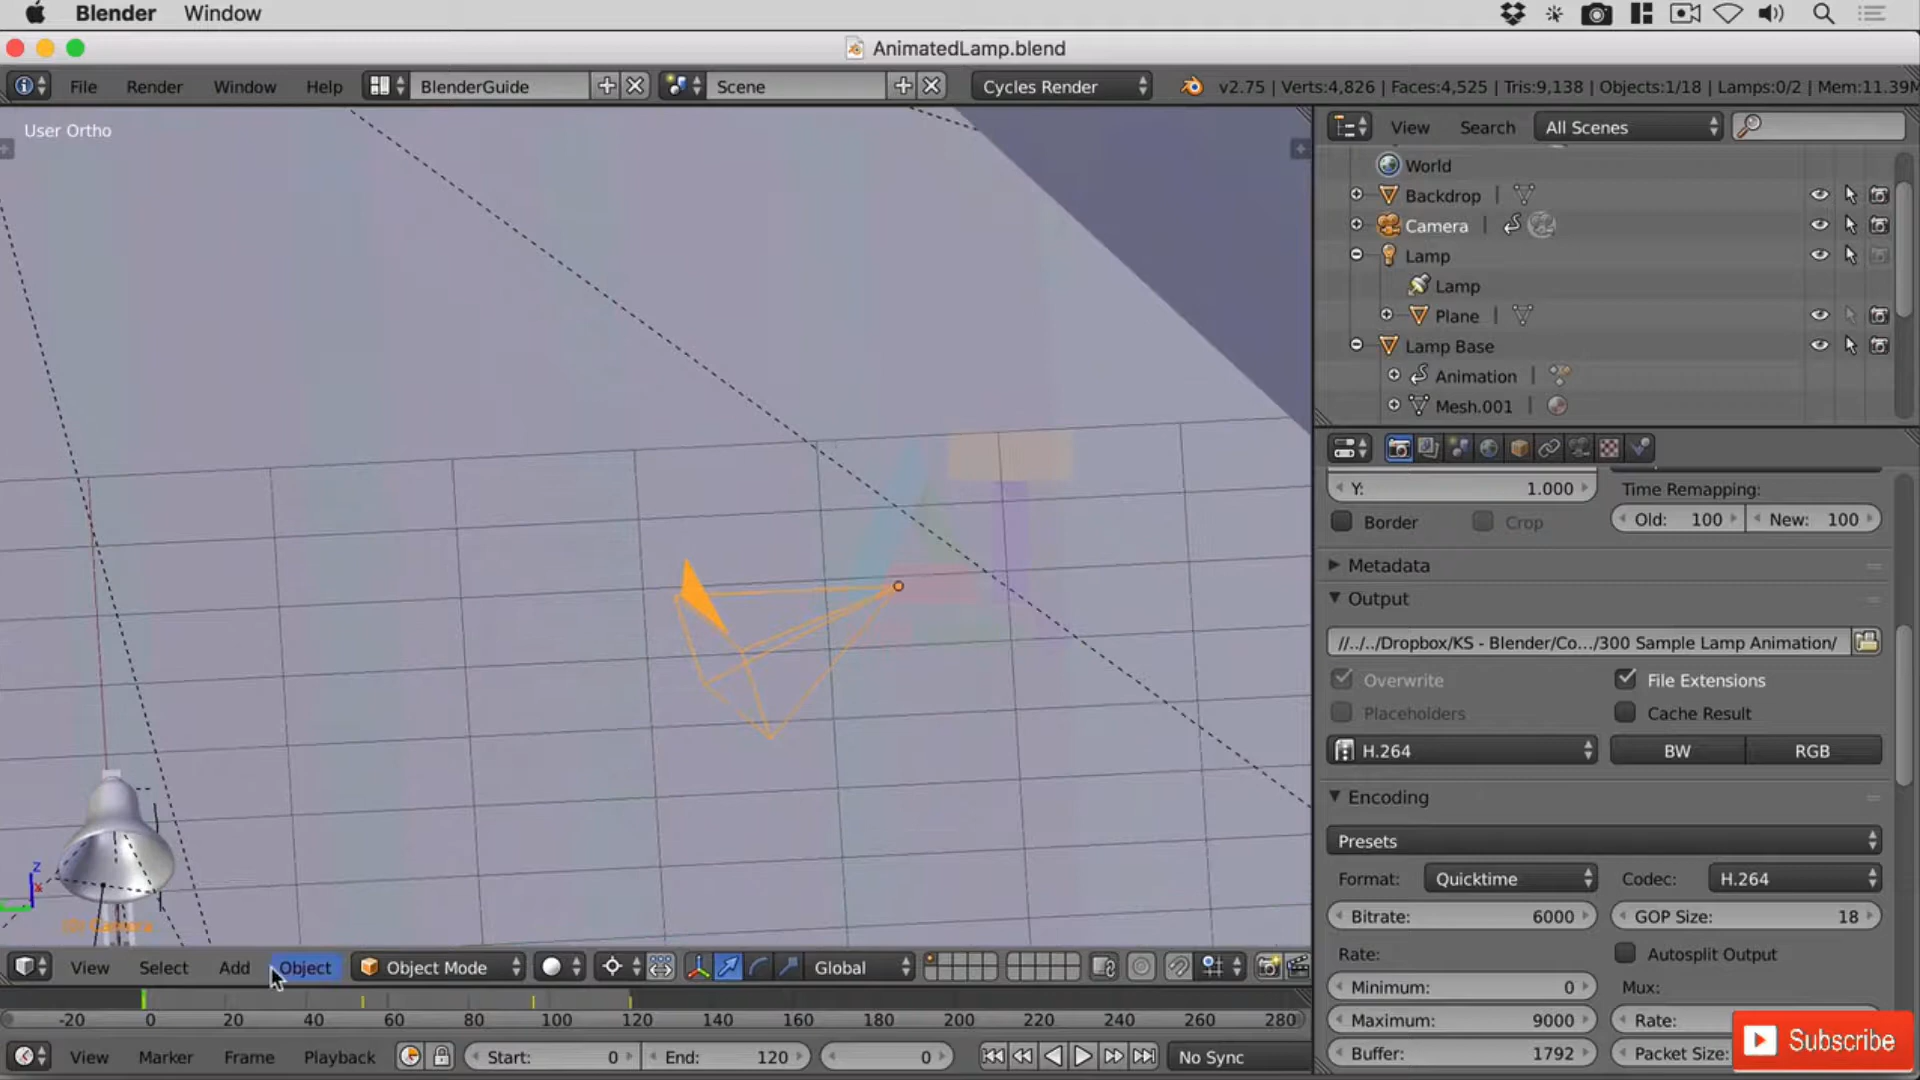 Blender Window
AnimatedLamp.blend
File Render Window Help BlenderGuide Scene Cycles Render v2.75 | Verts:4,826 | Faces:4,525 | Tris:9,138 | Objects:1/18 | Lamps:0/2 | Mem:11.39M
User Ortho
View Search All Scenes
World
Backdrop
Camera
Lamp
Lamp
Plane
Lamp Base
Animation
Mesh.001
Y: 1.000 Time Remapping:
Border Crop Old: 100 New: 100
Metadata
Output
//../../Dropbox/KS - Blender/Co.../300 Sample Lamp Animation/
Overwrite File Extensions
Placeholders Cache Result
H.264 BW RGB
Encoding
Presets
Format: Quicktime Codec: H.264
Bitrate: 6000 GOP Size: 18
Rate: Autosplit Output
Minimum: 0 Mux:
Maximum: 9000 Rate:
Buffer: 1792 Packet Size:
Subscribe
z
x
(0) Camera
View Select Add Object Object Mode Global
-20 0 20 40 60 80 100 120 140 160 180 200 220 240 260 280
View Marker Frame Playback Start: 0 End: 120 0 No Sync